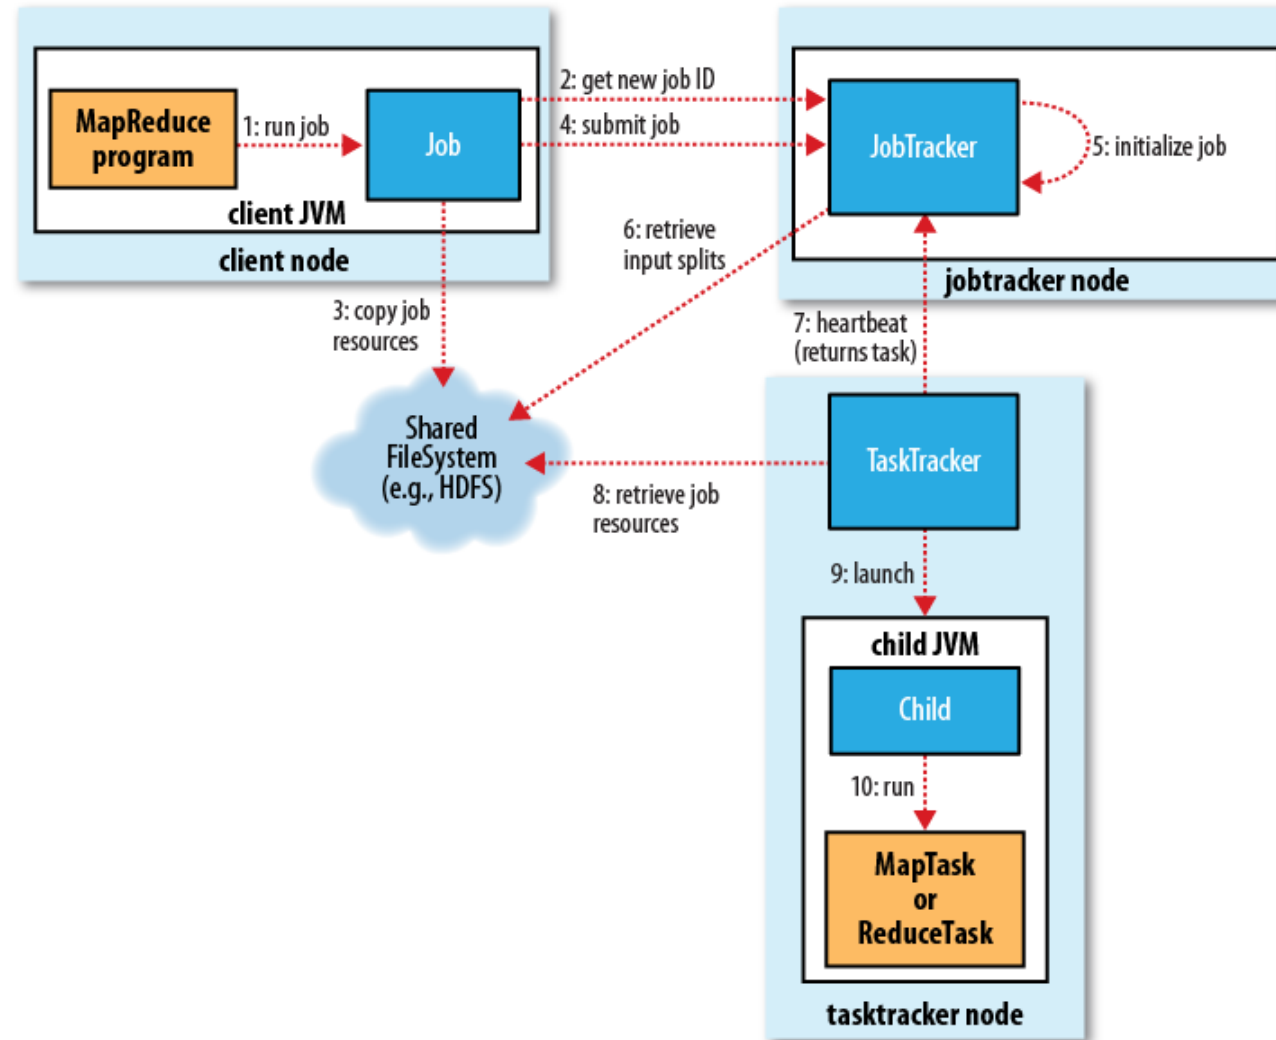 MapReduce
program
1: run job
Job
client JVM
client node
2: get new job ID
4: submit job
JobTracker
5: initialize job
jobtracker node
3: copy job
resources
6: retrieve
input splits
7: heartbeat
(returns task)
Shared
FileSystem
(e.g., HDFS)
8: retrieve job
resources
TaskTracker
9: launch
child JVM
Child
10: run
MapTask
or
ReduceTask
tasktracker node